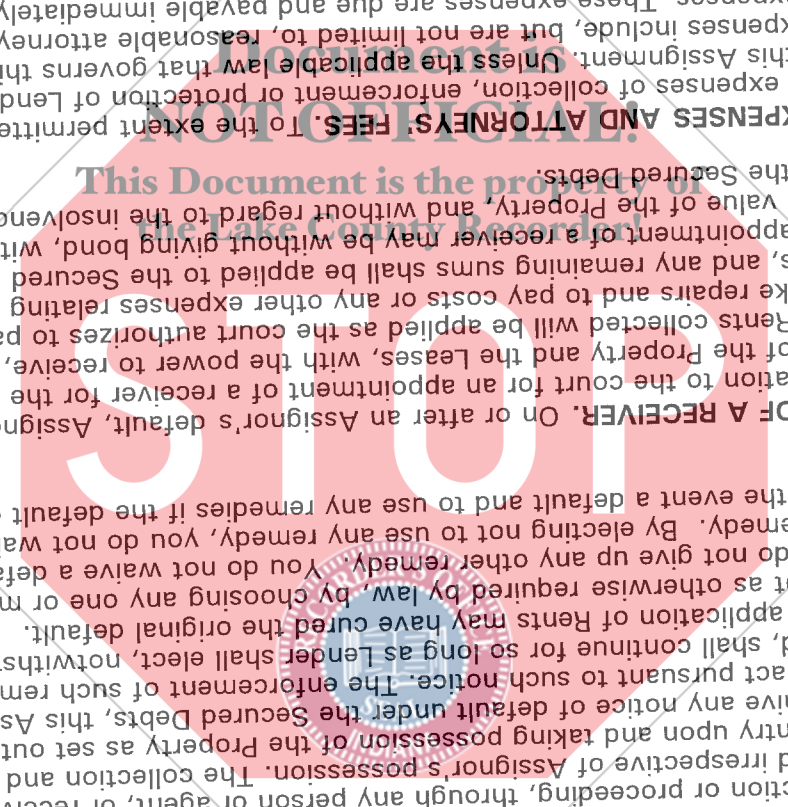 ction or proceeding, through any person or agent, or receiv
d irrespective of Assignor's possession. The collection and
ntry upon and taking possession of the Property as set out
ive any notice of default under the Secured Debts, this As
act pursuant to such notice. The enforcement of such rem
d, shall continue for so long as Lender shall elect, notwithst
application of Rents may have cured the original default.
t as otherwise required by law, by choosing any one or m
do not give up any other remedy. You do not waive a defa
emedy. By electing not to use any remedy, you do not wai
the event a default and to use any remedies if the default
OF A RECEIVER. On or after an Assignor's default, Assign
ation to the court for an appointment of a receiver for the
of the Property and the Leases, with the power to receive,
Rents collected will be applied as the court authorizes to pa
ke repairs and to pay costs or any other expenses relating
s, and any remaining sums shall be applied to the Secured
appointment of a receiver may be without giving bond, wit
value of the Property, and without regard to the insolvenc
the Secured Debts.
XPENSES AND ATTORNEYS' FEES. To the extent permitte
expenses of collection, enforcement or protection of Lend
this Assignment. Unless the applicable law that governs thi
xpenses include, but are not limited to, reasonable attorney
xpenses. These expenses are due and payable immediately
Document is
NOT OFFICIAL!
This Document is the property of
the Lake County Recorder!
STOP